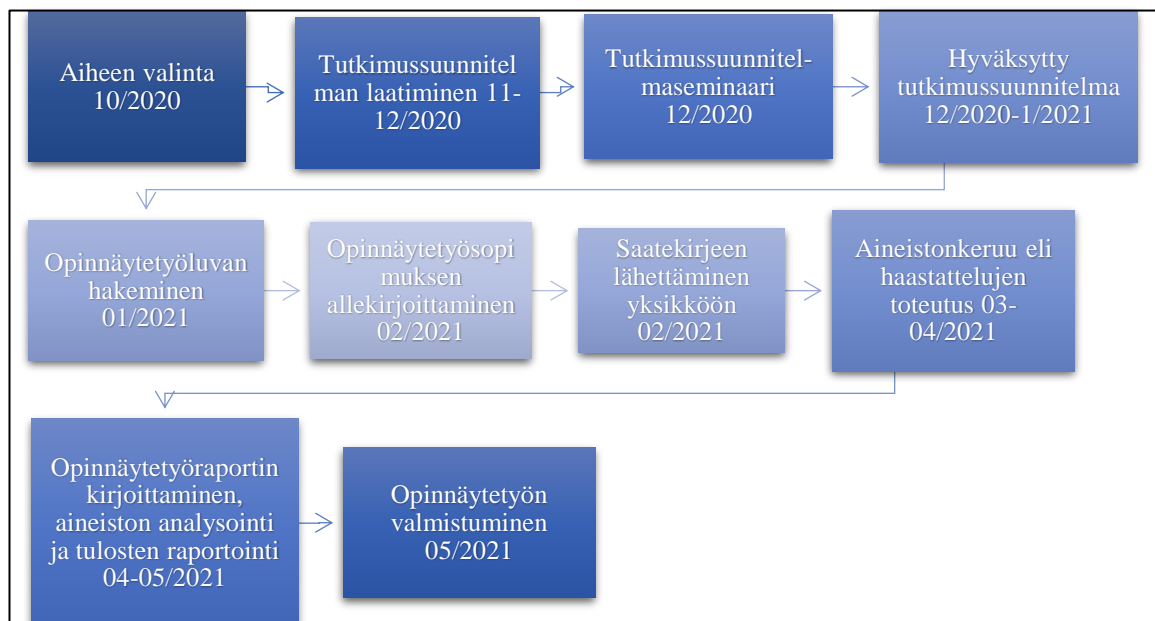 Aiheen valinta
10/2020
Tutkimussuunnitel
man laatiminen 11-
12/2020
Tutkimussuunnitel-
maseminaari
12/2020
Hyväksytty
tutkimussuunnitelma
12/2020-1/2021
Opinnäytetyöluvan
hakeminen
01/2021
Opinnäytetyösopi
muksen
allekirjoittaminen
02/2021
Saatekirjeen
lähettäminen
yksikköön
02/2021
Aineistonkeruu eli
haastattelujen
toteutus 03-
04/2021
Opinnäytetyöraportin
kirjoittaminen,
aineiston analysointi
ja tulosten raportointi
04-05/2021
Opinnäytetyön
valmistuminen
05/2021